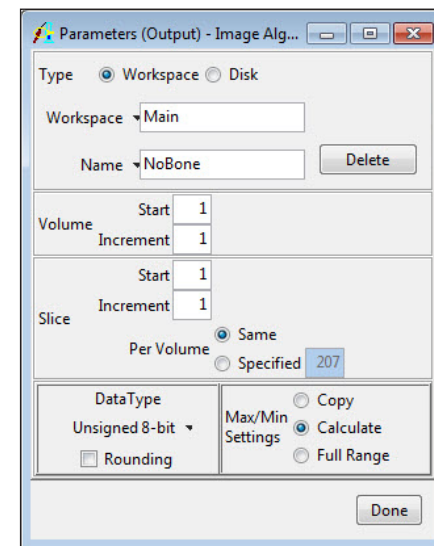 Parameters (Output) - Image Alg...
Type Workspace Disk
Workspace Main
Name NoBone Delete
Volume Start 1
Increment 1
Slice Start 1
Increment 1
Per Volume Same
Specified 207
DataType
Unsigned 8-bit
Rounding
Max/Min Settings
Copy
Calculate
Full Range
Done